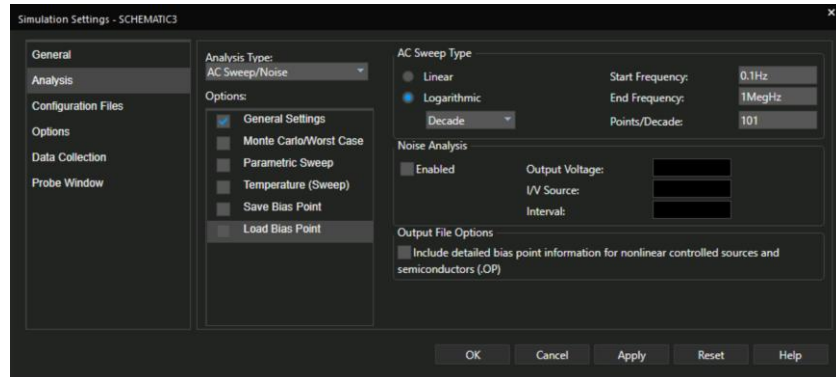 Simulation Settings - SCHEMATIC3
×
General
Analysis
Configuration Files
Options
Data Collection
Probe Window
Analysis Type:
AC Sweep/Noise
Options:
General Settings
Monte Carlo/Worst Case
Parametric Sweep
Temperature (Sweep)
Save Bias Point
Load Bias Point
AC Sweep Type
Linear
Logarithmic
Decade
Start Frequency: 0.1Hz
End Frequency: 1MegHz
Points/Decade: 101
Noise Analysis
Enabled
Output Voltage:
I/V Source:
Interval:
Output File Options
Include detailed bias point information for nonlinear controlled sources and
semiconductors (.OP)
OK Cancel Apply Reset Help